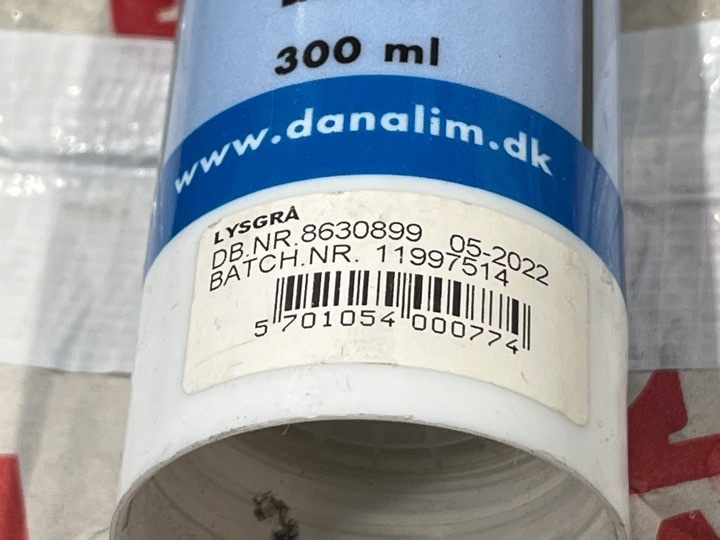 300 ml
www.danalim.dk
LYSGRÅ
DB.NR.8630899 05-2022
BATCH.NR. 11997514
5 701054 000774